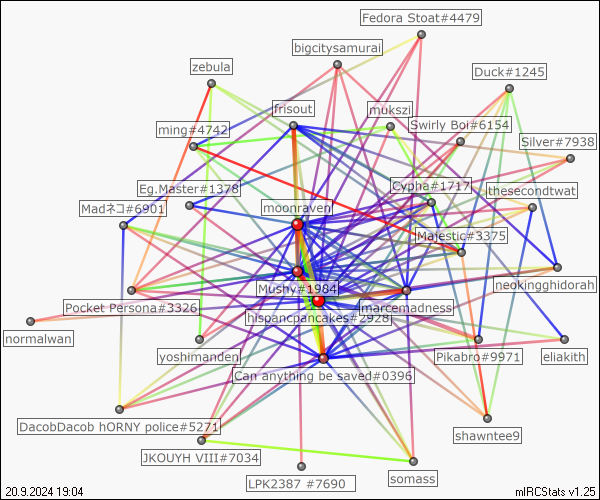 Fedora Stoat#4479
bigcitysamurai
zebula
Duck#1245
frisout
mukszi
Swirly Boi#6154
ming#4742
Silver#7938
Eg.Master#1378
Cypha#1717
thesecondtwat
Madネコ#6901
moonraven
Majestic#3375
Mushy#1984
neokingghidorah
Pocket Persona#3326
marcemadness
hispancpancakes#2928
normalwan
yoshimanden
Pikabro#9971
eliakith
Can anything be saved#0396
DacobDacob hORNY police#5271
shawntee9
JKOUYH VIII#7034
somass
LPK2387 #7690
20.9.2024 19:04
mIRCStats v1.25